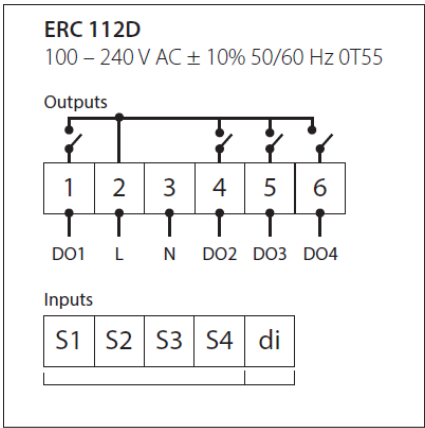 ERC 112D
100 – 240 V AC ± 10% 50/60 Hz 0T55
Outputs
1 2 3 4 5 6
DO1 L N DO2 DO3 DO4
Inputs
S1 S2 S3 S4 di